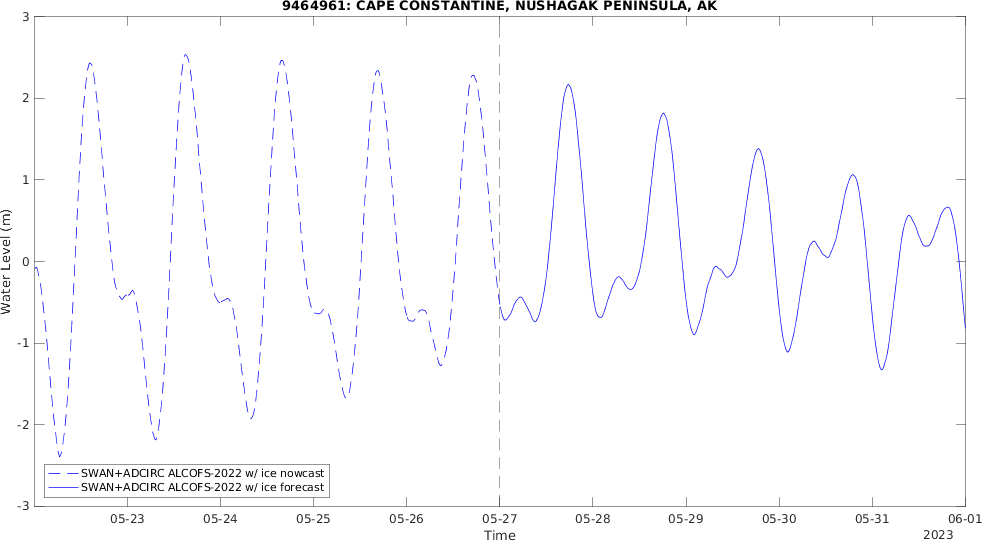 9464961: CAPE CONSTANTINE, NUSHAGAK PENINSULA, AK
3
2
1
0
-1
-2
-3
Water Level (m)
SWAN+ADCIRC ALCOFS-2022 w/ ice nowcast
SWAN+ADCIRC ALCOFS-2022 w/ ice forecast
05-23 05-24 05-25 05-26 05-27 05-28 05-29 05-30 05-31 06-01
Time
2023